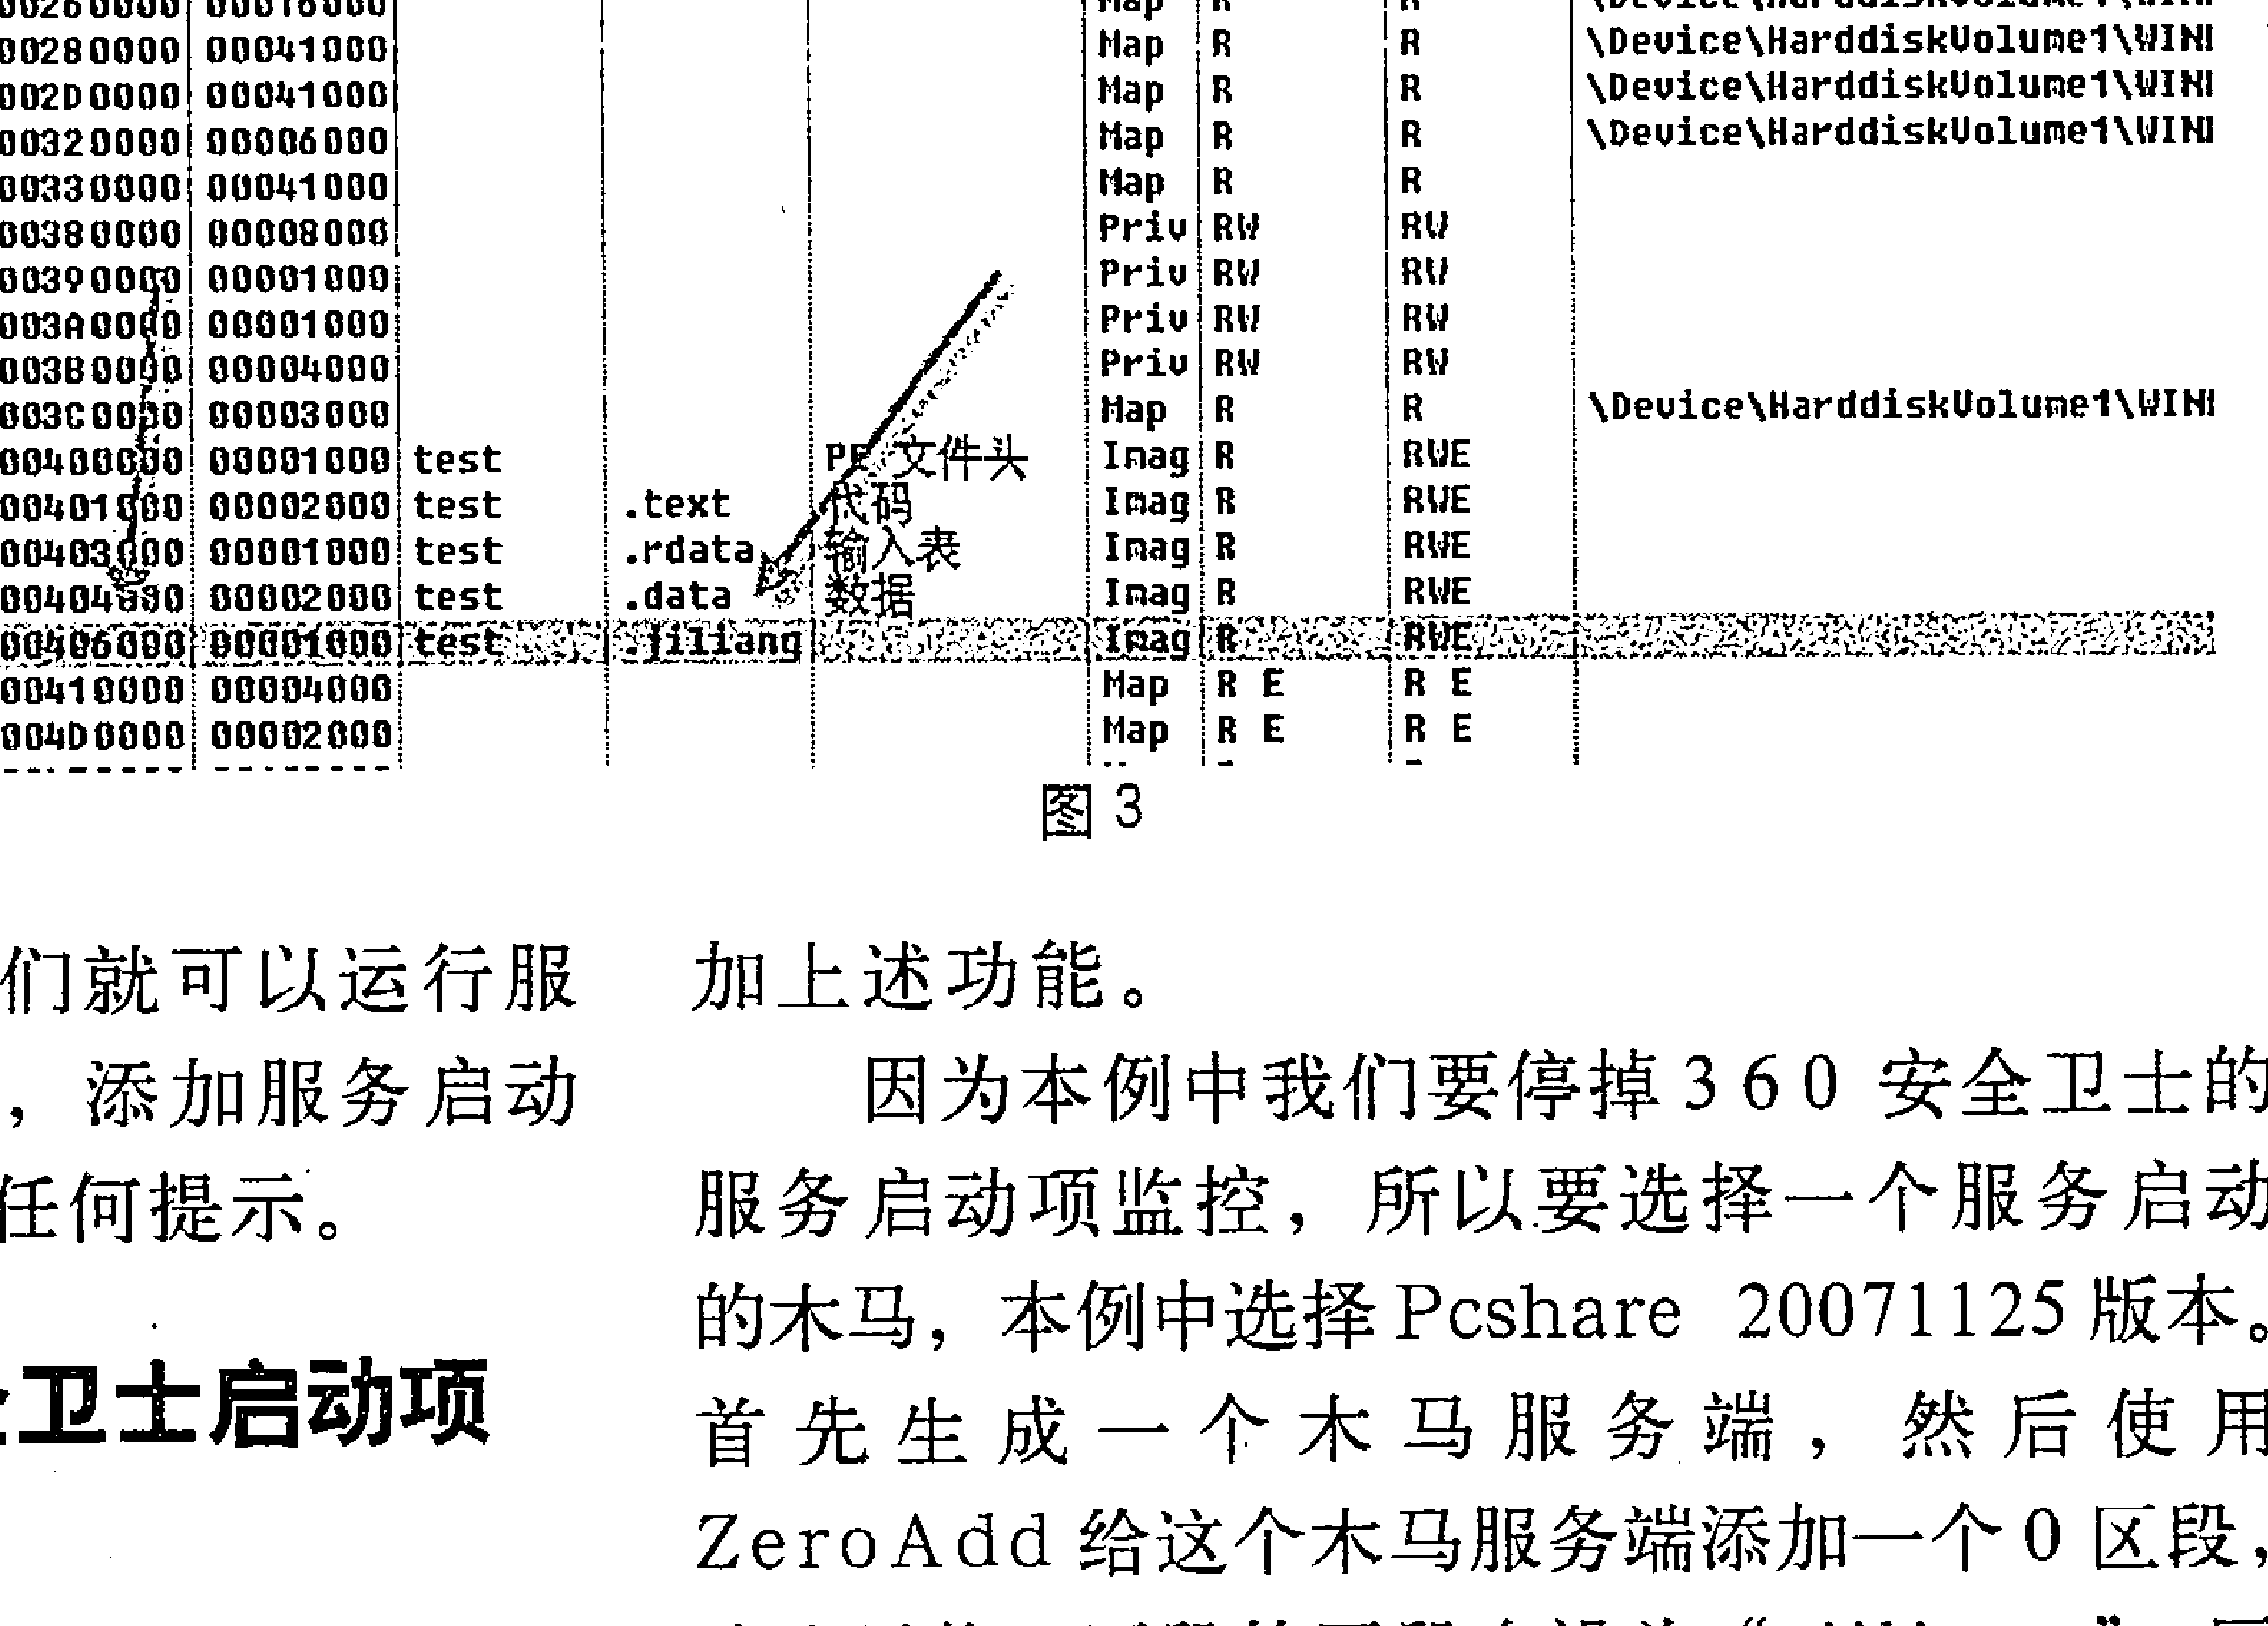 00280000 00041000 Map R R \Device\HarddiskVolume1\WIN
002D0000 00041000 Map R R \Device\HarddiskVolume1\WIN
00320000 00006000 Map R R \Device\HarddiskVolume1\WIN
00330000 00041000 Map R R
00380000 00008000 Priv RW RW
00390000 00001000 Priv RW RW
003A0000 00001000 Priv RW RW
003B0000 00004000 Priv RW RW
003C0000 00003000 Map R R \Device\HarddiskVolume1\WIN
00400000 00001000 test PE 文件头 Imag R RWE
00401000 00002000 test .text 代码 Imag R RWE
00403000 00001000 test .rdata 输入表 Imag R RWE
00404000 00002000 test .data 数据 Imag R RWE
00406000 00001000 test .jiliang Imag R RWE
00410000 00004000 Map R E R E
004D0000 00002000 Map R E R E
图 3
们就可以运行服
，添加服务启动
任何提示。
卫士启动项
加上述功能。
因为本例中我们要停掉360 安全卫士的
服务启动项监控，所以要选择一个服务启动
的木马，本例中选择Pcshare 20071125版本。
首先生成一个木马服务端，然后使用
ZeroAdd给这个木马服务端添加一个0区段，